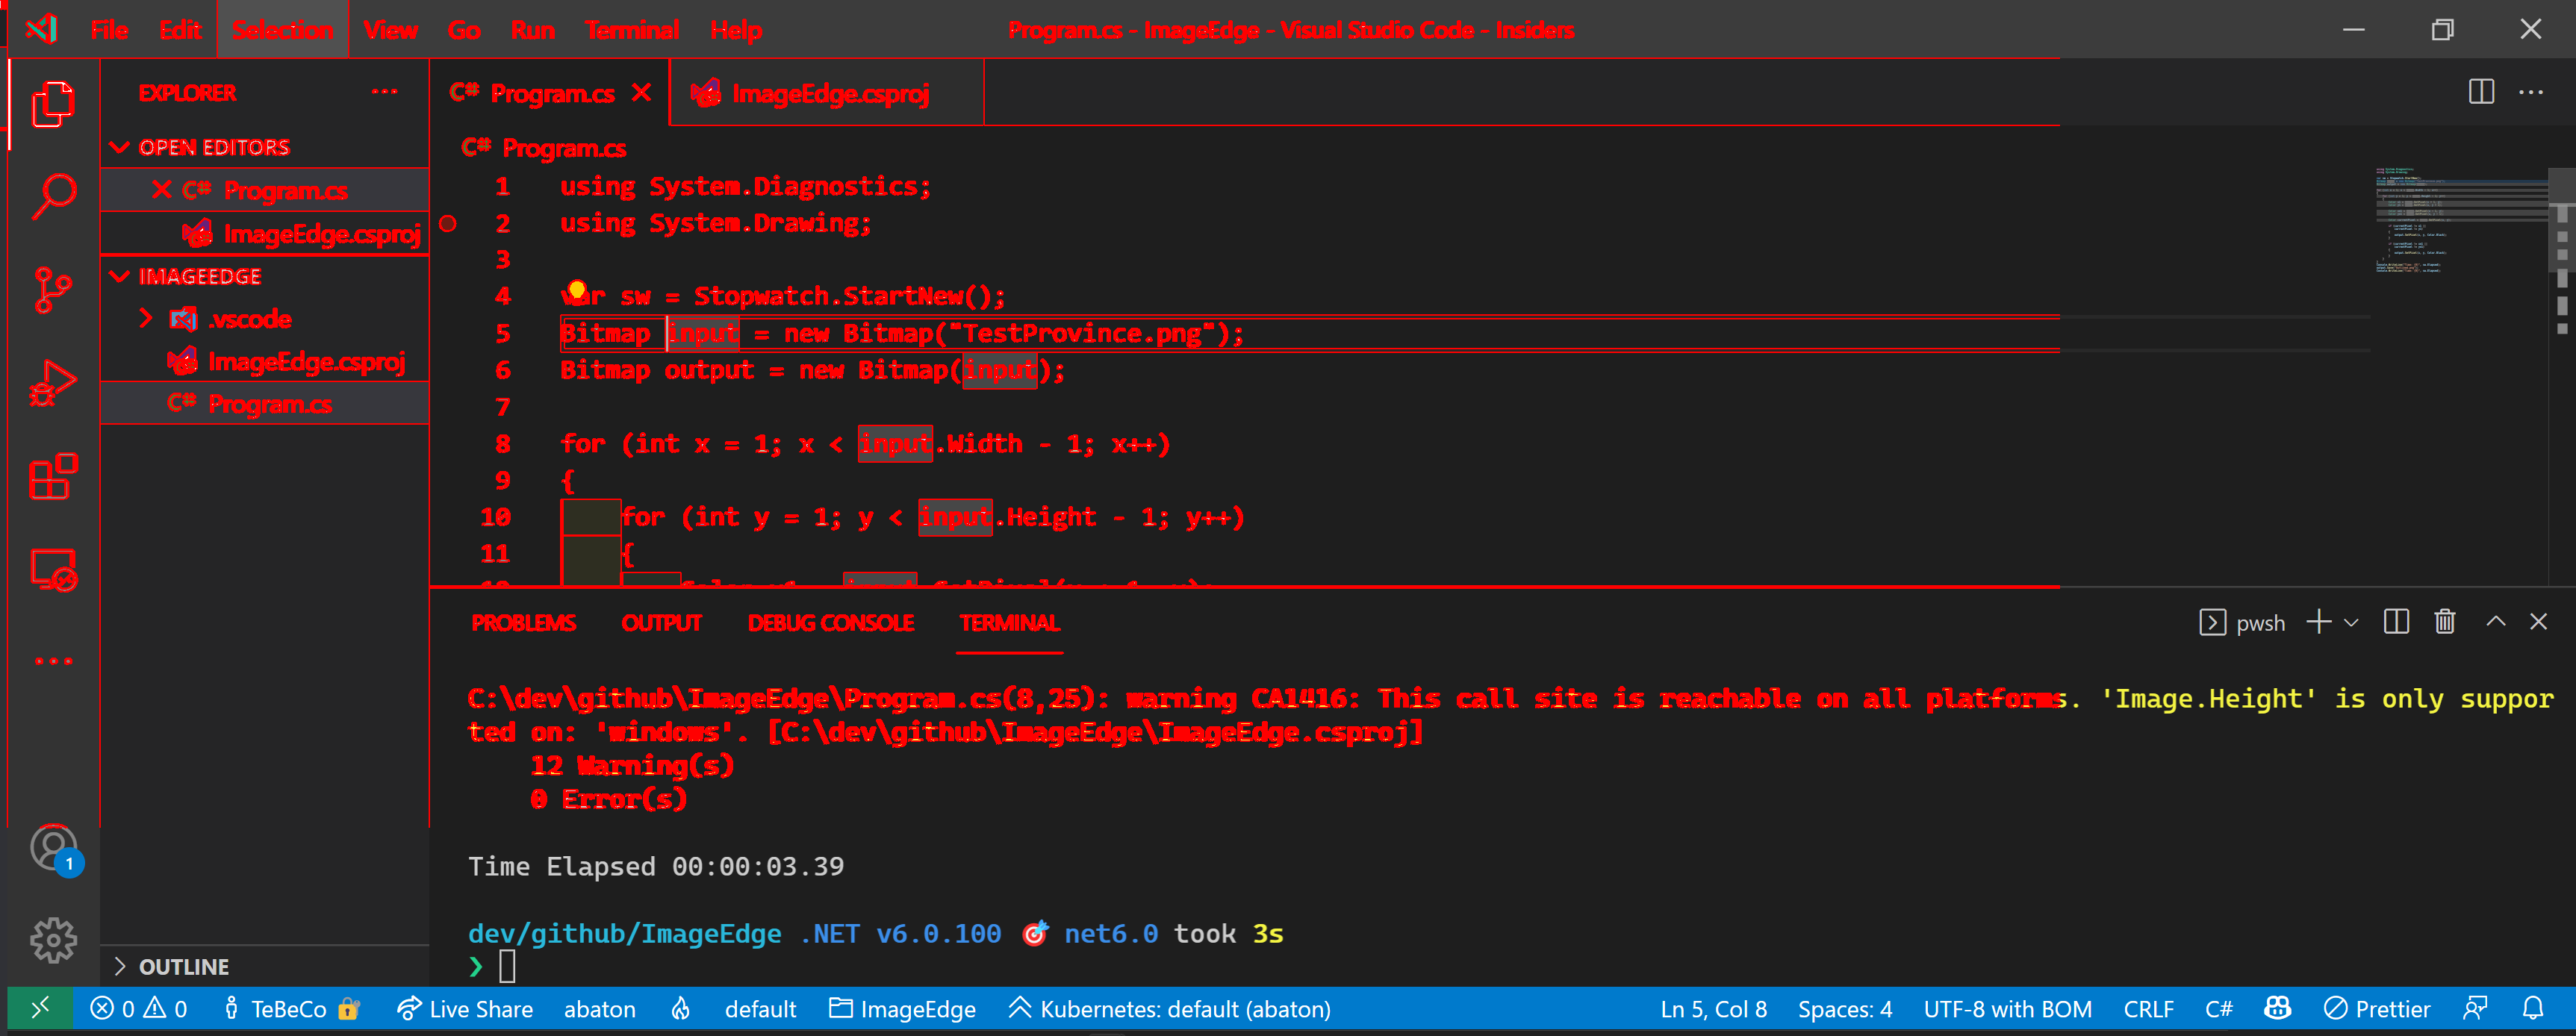 File Edit Selection View Go Run Terminal Help Program.cs - ImageEdge - Visual Studio Code - Insiders
EXPLORER
OPEN EDITORS
C# Program.cs
ImageEdge.csproj
IMAGEEDGE
.vscode
ImageEdge.csproj
C# Program.cs
OUTLINE
C# Program.cs ImageEdge.csproj
C# Program.cs
1 using System.Diagnostics;
2 using System.Drawing;
3
4 var sw = Stopwatch.StartNew();
5 Bitmap input = new Bitmap("TestProvince.png");
6 Bitmap output = new Bitmap(input);
7
8 for (int x = 1; x < input.Width - 1; x++)
9 {
10 for (int y = 1; y < input.Height - 1; y++)
11 {
PROBLEMS OUTPUT DEBUG CONSOLE TERMINAL pwsh
C:\dev\github\ImageEdge\Program.cs(8,25): warning CA1416: This call site is reachable on all platforms. 'Image.Height' is only suppor
ted on: 'windows'. [C:\dev\github\ImageEdge\ImageEdge.csproj]
12 Warning(s)
0 Error(s)
Time Elapsed 00:00:03.39
dev/github/ImageEdge .NET v6.0.100 🎯 net6.0 took 3s
❯
1
0 0 TeBeCo 🔐 Live Share abaton default ImageEdge Kubernetes: default (abaton) Ln 5, Col 8 Spaces: 4 UTF-8 with BOM CRLF C# Prettier